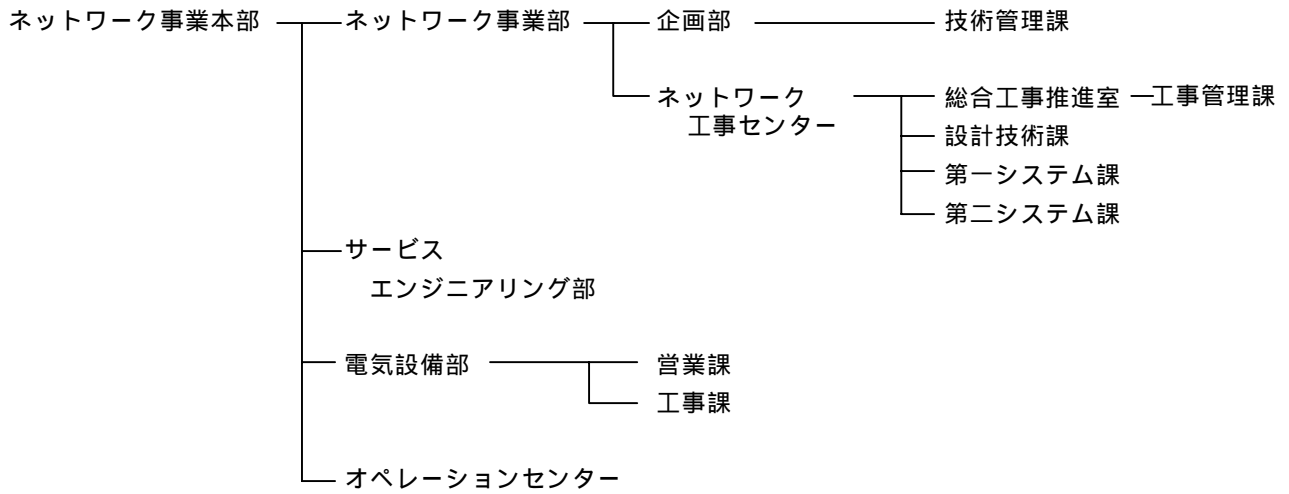 ネットワーク事業本部 ネットワーク事業部 企画部 技術管理課
ネットワーク 総合工事推進室 工事管理課
工事センター
設計技術課
第一システム課
第二システム課
サービス
エンジニアリング部
電気設備部 営業課
工事課
オペレーションセンター